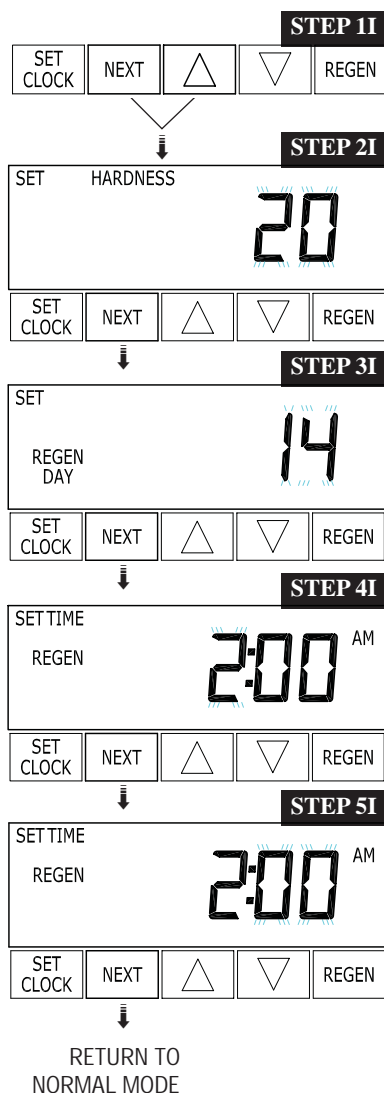 STEP 1I
SET CLOCK NEXT REGEN
STEP 2I
SET HARDNESS
20
SET CLOCK NEXT REGEN
STEP 3I
SET
14
REGEN DAY
SET CLOCK NEXT REGEN
STEP 4I
SET TIME
REGEN 2:00 AM
SET CLOCK NEXT REGEN
STEP 5I
SET TIME
REGEN 2:00 AM
SET CLOCK NEXT REGEN
RETURN TO
NORMAL MODE